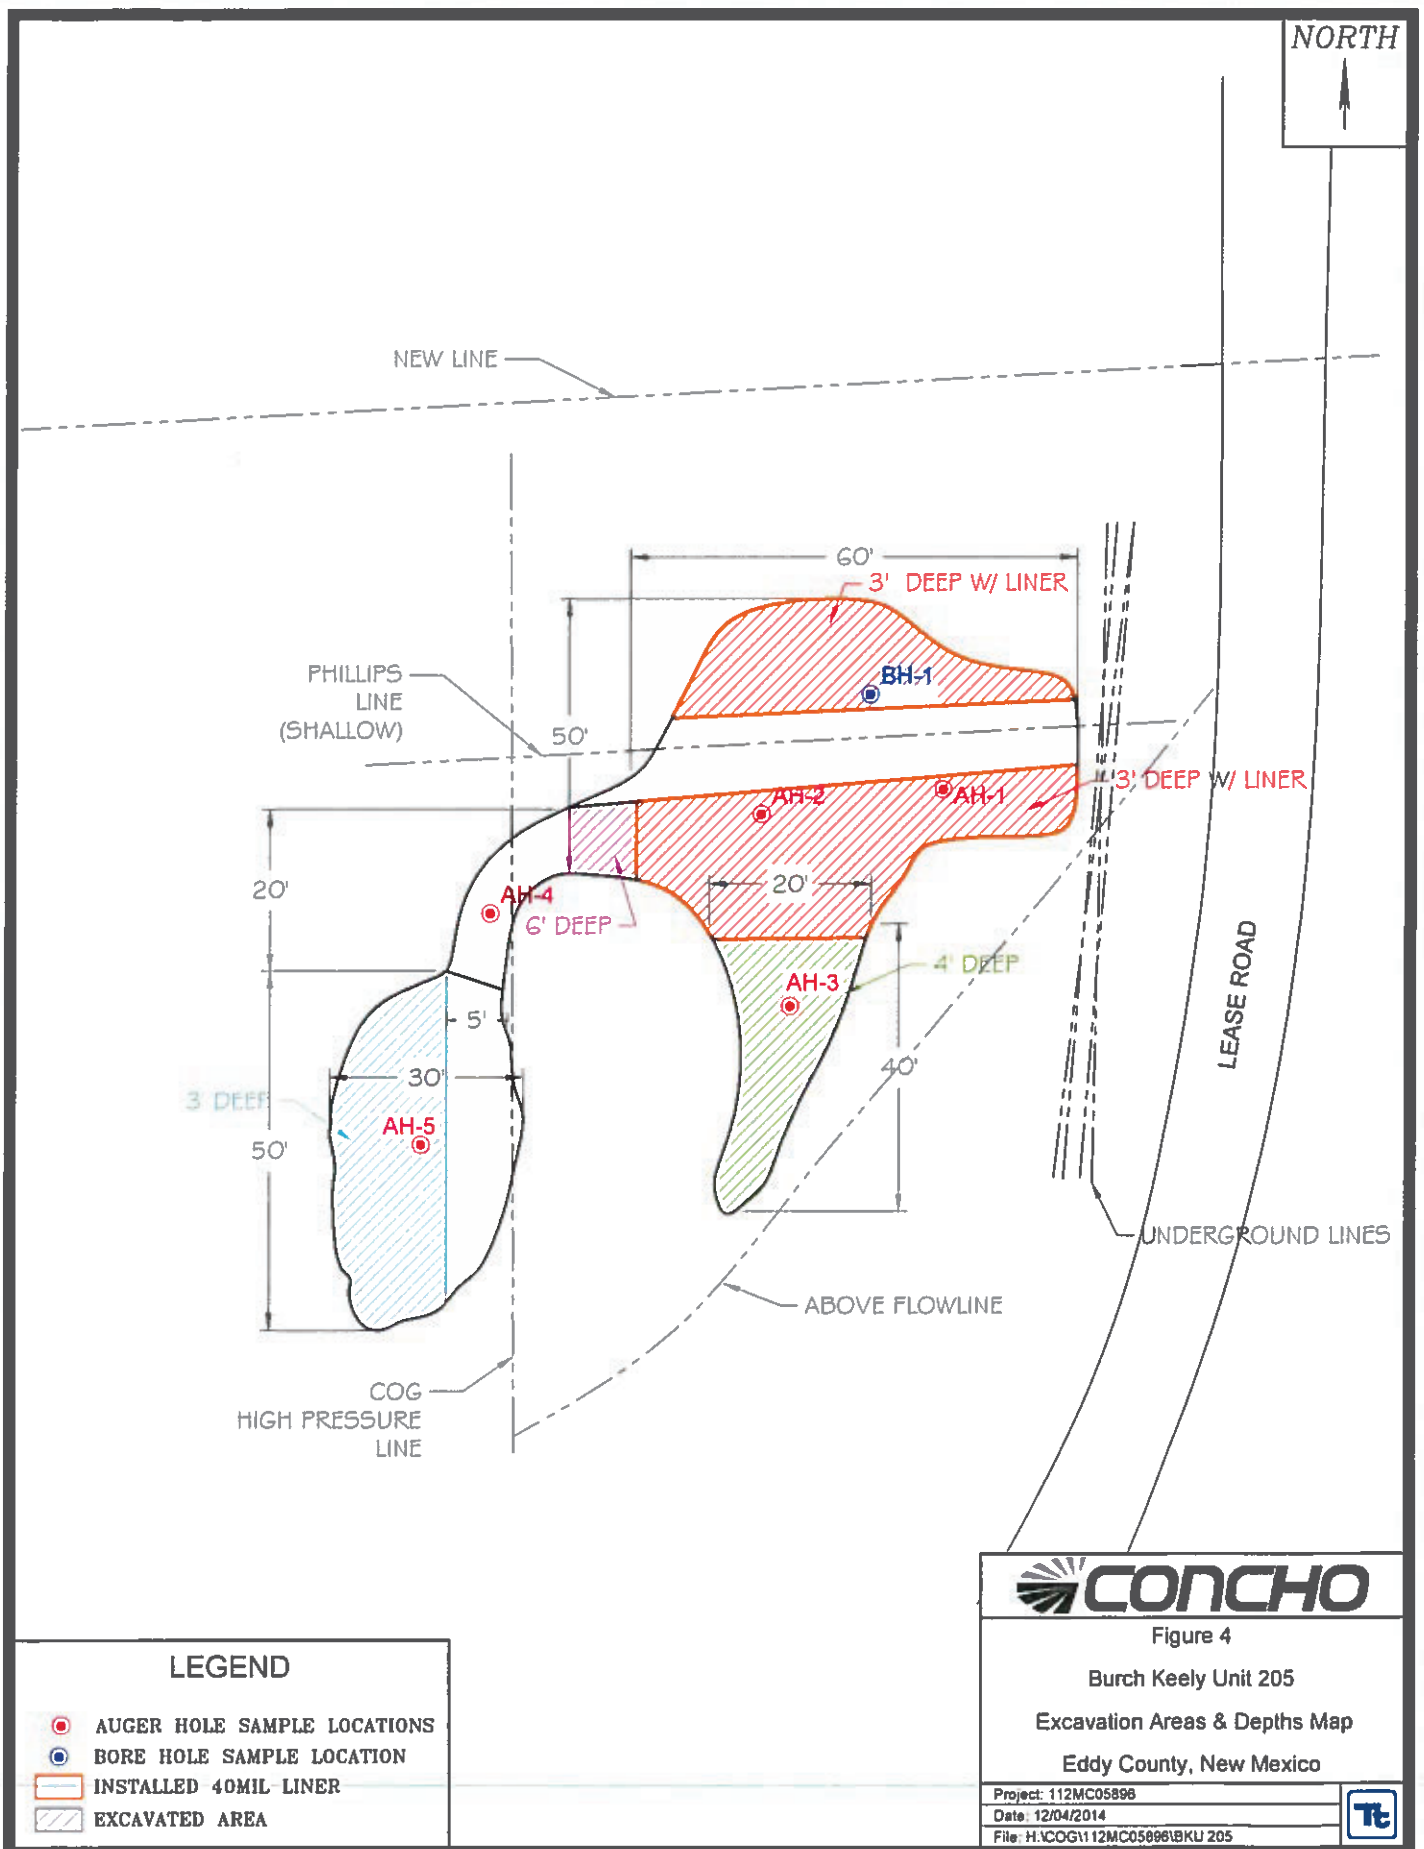 NORTH
NEW LINE
60'
3' DEEP W/ LINER
BH-1
PHILLIPS
LINE
(SHALLOW)
50'
3' DEEP W/ LINER
AH-2
AH-1
20'
20'
AH-4
6' DEEP
4' DEEP
AH-3
LEASE ROAD
5'
30'
40'
3 DEEP
AH-5
50'
UNDERGROUND LINES
ABOVE FLOWLINE
COG
HIGH PRESSURE
LINE
CONCHO
Figure 4
Burch Keely Unit 205
Excavation Areas & Depths Map
Eddy County, New Mexico
Project: 112MC05896
Date: 12/04/2014
File: H:\COG\112MC05896\BKU 205
Tt
LEGEND
AUGER HOLE SAMPLE LOCATIONS
BORE HOLE SAMPLE LOCATION
INSTALLED 40MIL LINER
EXCAVATED AREA